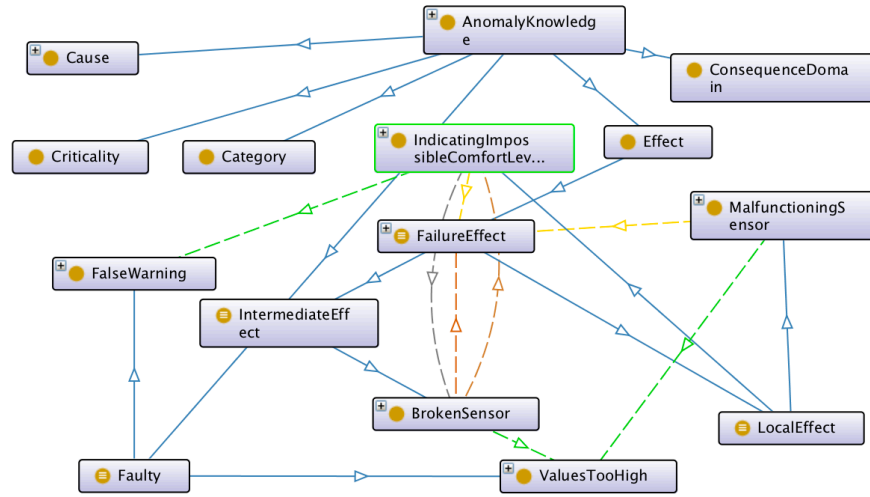 AnomalyKnowledg
e
Cause
ConsequenceDoma
in
Criticality
Category
IndicatingImpos
sibleComfortLev...
Effect
MalfunctioningS
ensor
FailureEffect
FalseWarning
IntermediateEff
ect
BrokenSensor
LocalEffect
Faulty
ValuesTooHigh